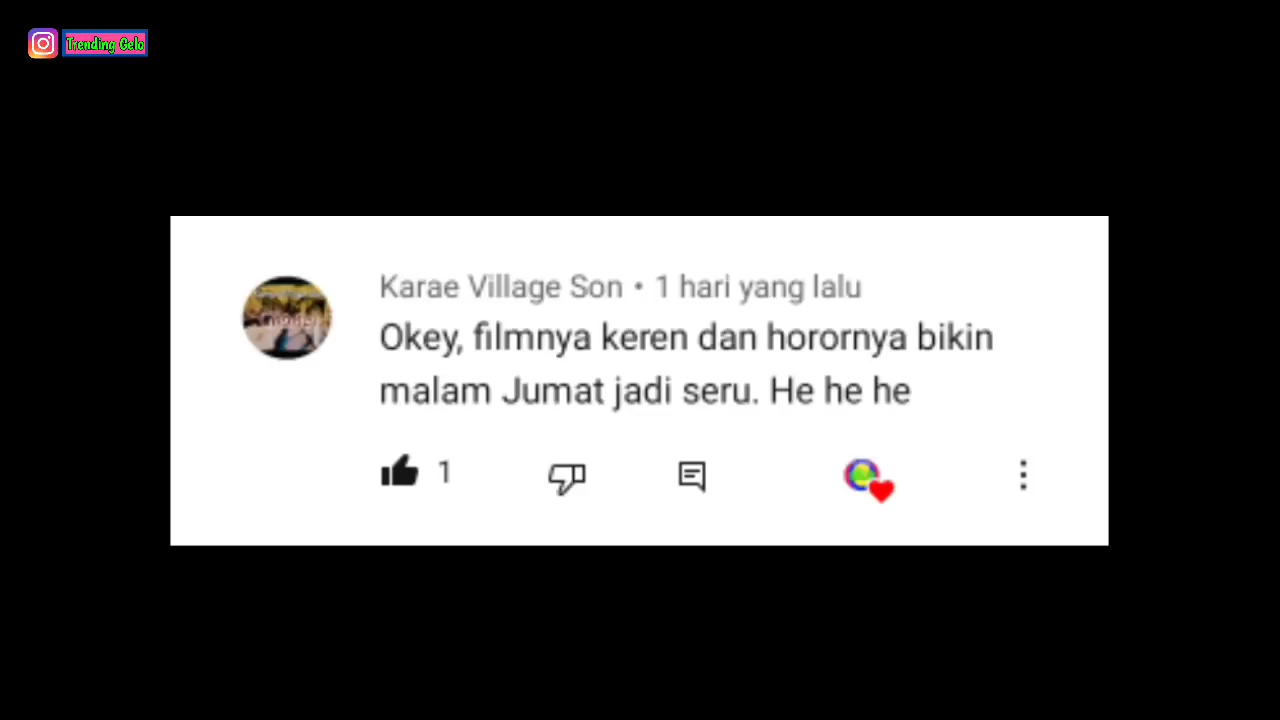 Trending Gelo
Karae Village Son • 1 hari yang lalu
Okey, filmnya keren dan horornya bikin
malam Jumat jadi seru. He he he
1